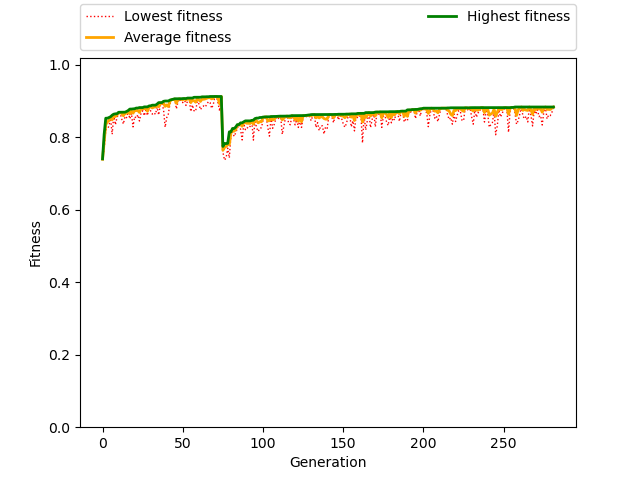 Lowest fitness
Average fitness
Highest fitness
1.0
0.8
0.6
0.4
0.2
0.0
Fitness
0 50 100 150 200 250
Generation